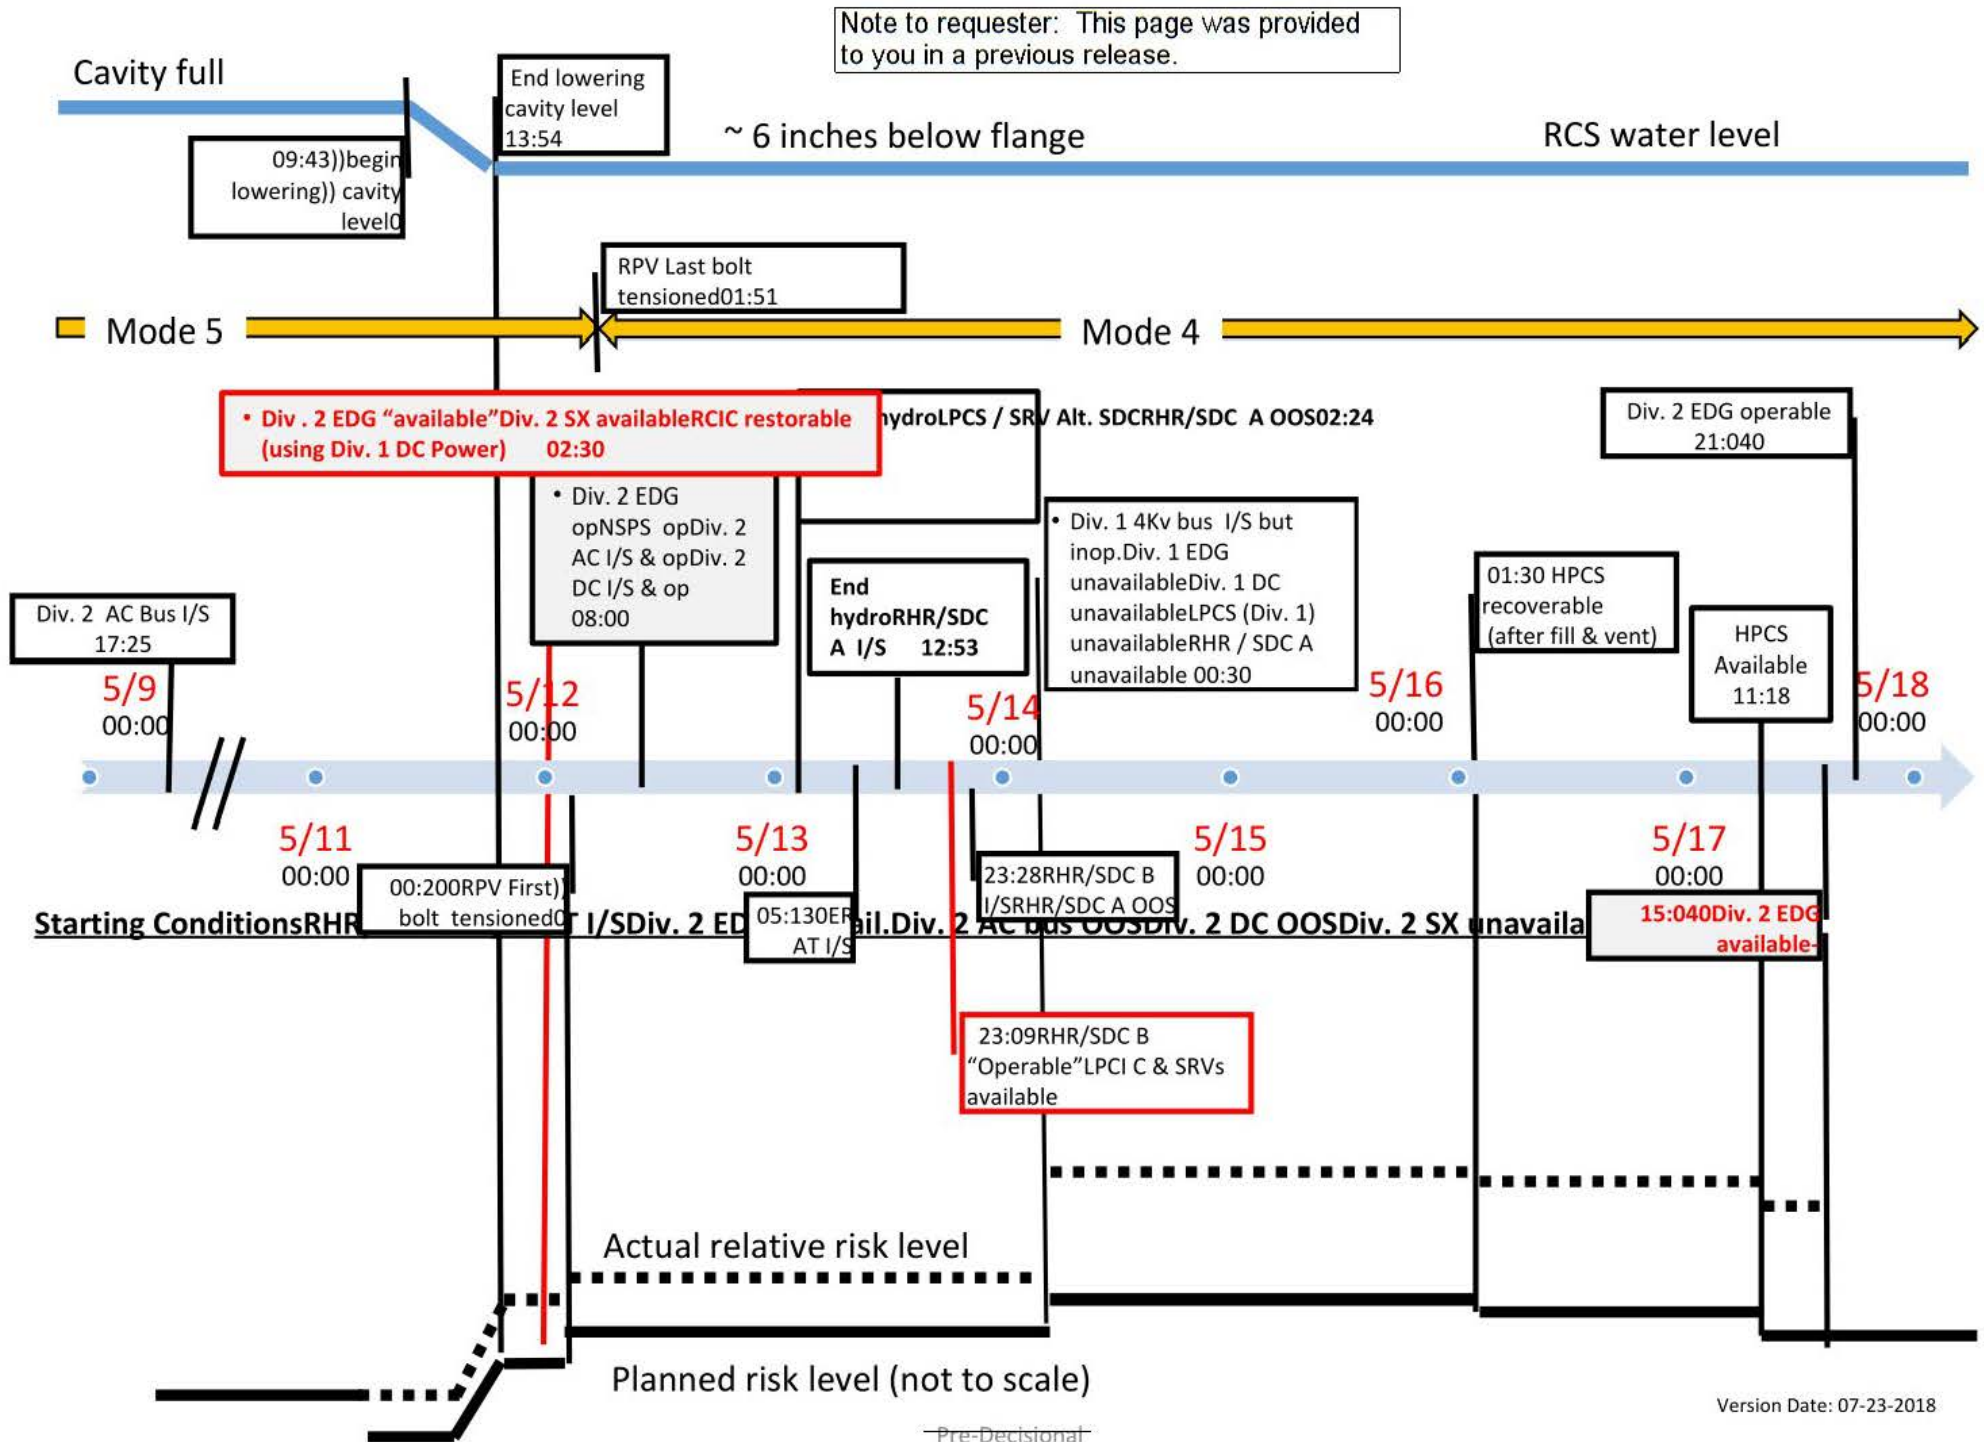 Note to requester: This page was provided
to you in a previous release.
Cavity full
End lowering
cavity level
13:54
~ 6 inches below flange
RCS water level
09:43))begin
lowering)) cavity
level0
RPV Last bolt
tensioned01:51
Mode 5
Mode 4
• Div . 2 EDG “available”Div. 2 SX availableRCIC restorable
(using Div. 1 DC Power) 02:30
hydroLPCS / SRV Alt. SDCRHR/SDC A OOS02:24
Div. 2 EDG operable
21:040
• Div. 2 EDG
opNSPS opDiv. 2
AC I/S & opDiv. 2
DC I/S & op
08:00
• Div. 1 4Kv bus I/S but
inop.Div. 1 EDG
unavailableDiv. 1 DC
unavailableLPCS (Div. 1)
unavailableRHR / SDC A
unavailable 00:30
End
hydroRHR/SDC
A I/S 12:53
01:30 HPCS
recoverable
(after fill & vent)
Div. 2 AC Bus I/S
17:25
HPCS
Available
11:18
5/9
00:00
5/12
00:00
5/14
00:00
5/16
00:00
5/18
00:00
5/11
00:00
5/13
00:00
5/15
00:00
5/17
00:00
00:200RPV First))
bolt tensioned0
05:130ER
AT I/S
23:28RHR/SDC B
I/SRHR/SDC A OOS
15:040Div. 2 EDG
available-
Starting ConditionsRHR I/SDiv. 2 ED ail.Div. 2 AC bus OOSDiv. 2 DC OOSDiv. 2 SX unavaila
23:09RHR/SDC B
“Operable”LPCI C & SRVs
available
Actual relative risk level
Planned risk level (not to scale)
Version Date: 07-23-2018
Pre-Decisional